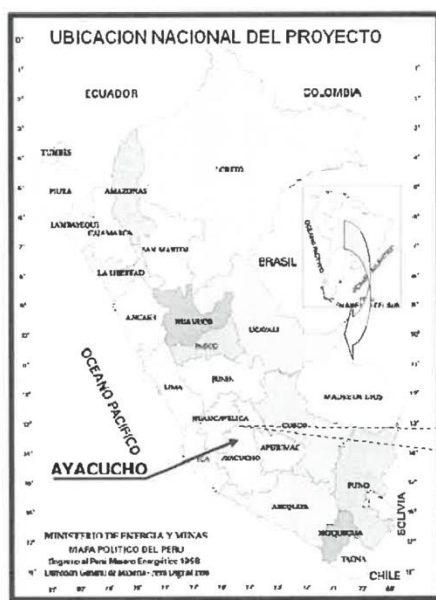 UBICACION NACIONAL DEL PROYECTO
ECUADOR
COLOMBIA
TUMBES
LORETO
PIURA
AMAZONAS
LAMBAYEQUE
CAJAMARCA
SAN MARTIN
BRASIL
OCEANO PACIFICO
LA LIBERTAD
ANCASH
HUANUCO
UCAYALI
PASCO
OCEANO PACIFICO
LIMA
JUNIN
MADRE DE DIOS
HUANCAVELICA
CUSCO
AYACUCHO
ICA
AYACUCHO
APURIMAC
PUNO
AREQUIPA
BOLIVIA
MOQUEGUA
TACNA
CHILE
MINISTERIO DE ENERGIA Y MINAS
MAPA POLITICO DEL PERU